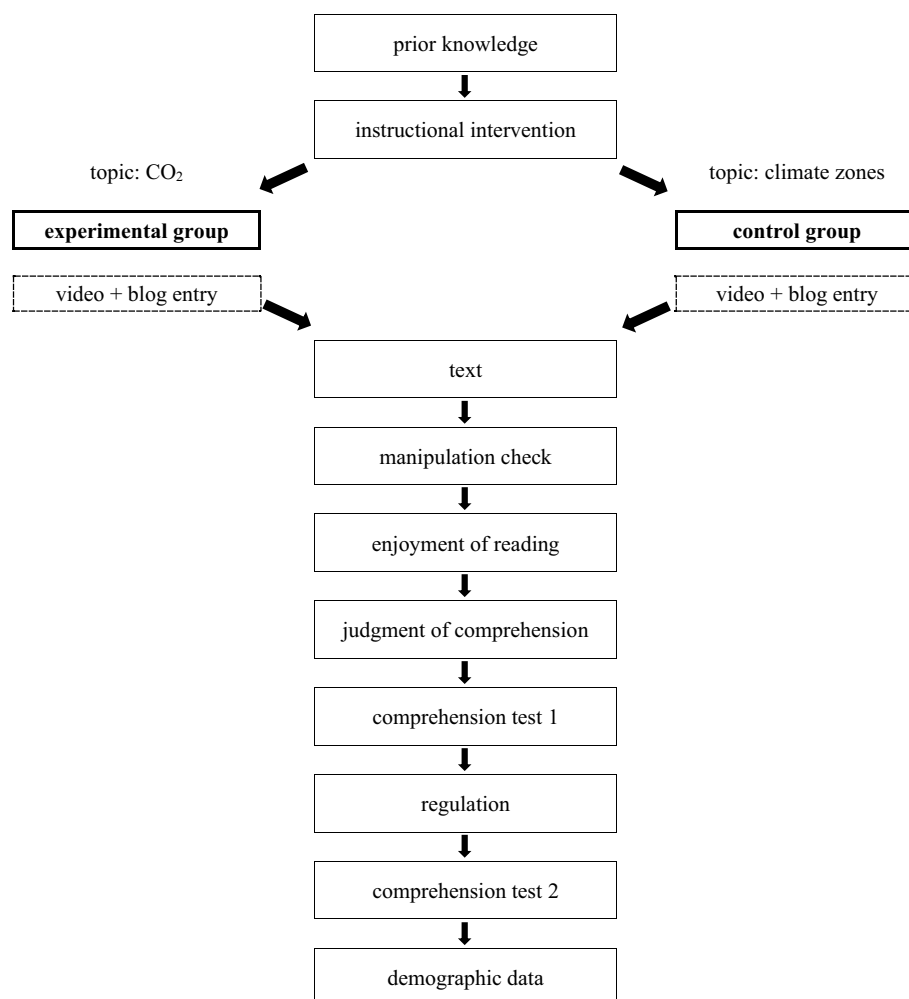 prior knowledge
instructional intervention
topic: CO₂
topic: climate zones
experimental group
control group
video + blog entry
video + blog entry
text
manipulation check
enjoyment of reading
judgment of comprehension
comprehension test 1
regulation
comprehension test 2
demographic data